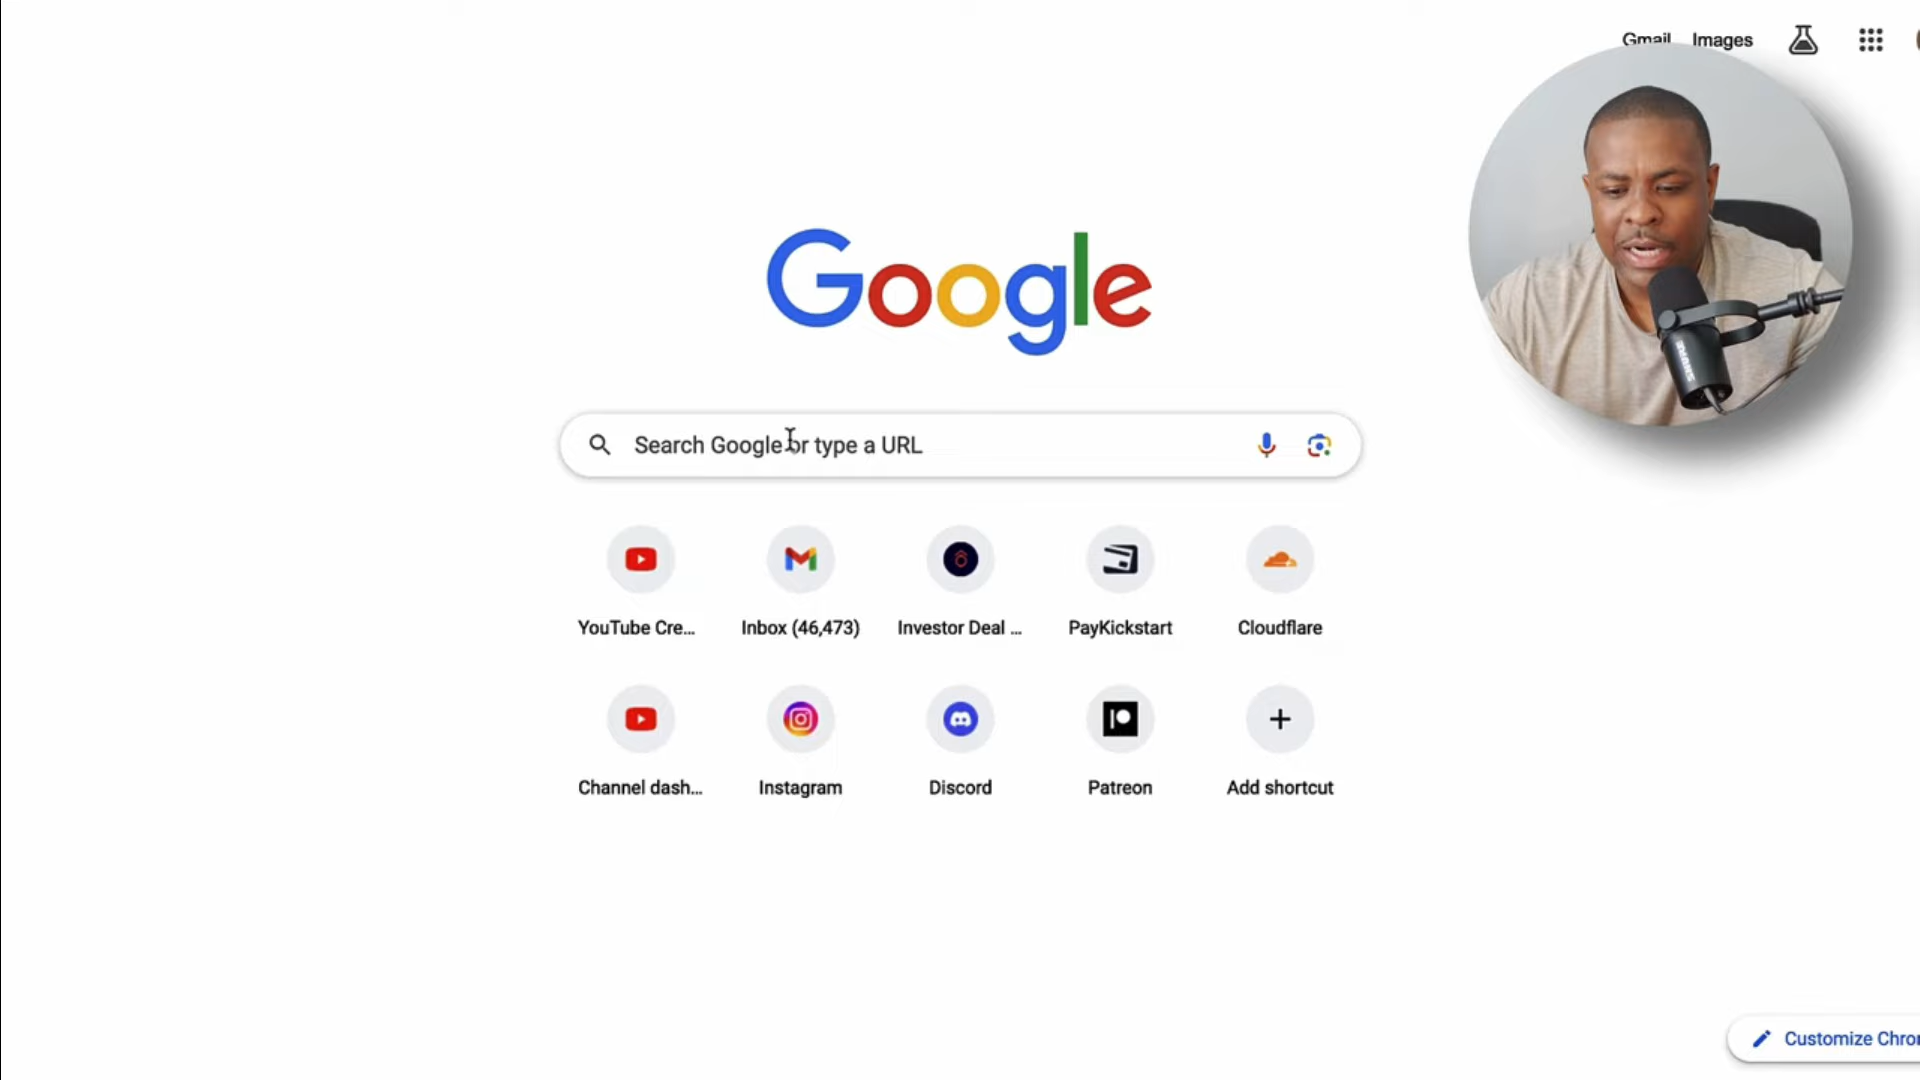 Gmail Images
Google
Search Google or type a URL
YouTube Cre... Inbox (46,473) Investor Deal ... PayKickstart Cloudflare
Channel dash... Instagram Discord Patreon Add shortcut
SHURE
Customize Chro